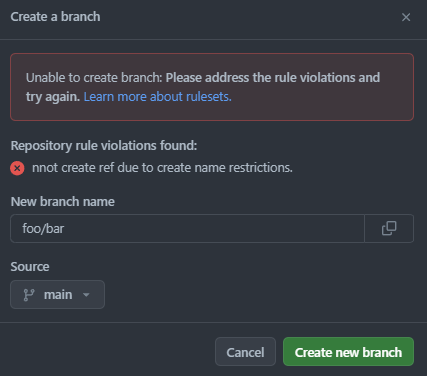 Create a branch
Unable to create branch: Please address the rule violations and
try again. Learn more about rulesets.
Repository rule violations found:
nnot create ref due to create name restrictions.
New branch name
foo/bar
Source
main
Cancel
Create new branch